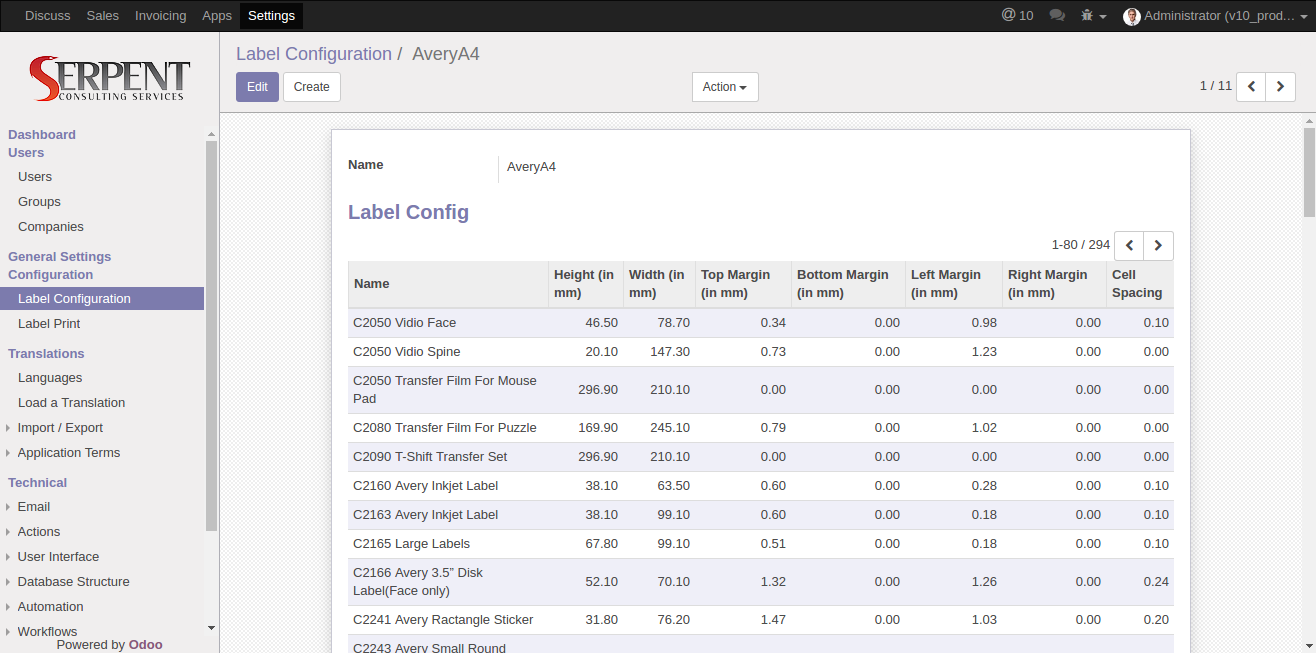 Discuss Sales Invoicing Apps Settings @ 10 Administrator (v10_prod...
SERPENT
CONSULTING SERVICES
Label Configuration / AveryA4
Edit Create Action 1 / 11
Dashboard
Users
Users
Groups
Companies
General Settings
Configuration
Label Configuration
Label Print
Translations
Languages
Load a Translation
Import / Export
Application Terms
Technical
Email
Actions
User Interface
Database Structure
Automation
Workflows
Powered by Odoo
Name AveryA4
Label Config
1-80 / 294
Name Height (in mm) Width (in mm) Top Margin (in mm) Bottom Margin (in mm) Left Margin (in mm) Right Margin (in mm) Cell Spacing
C2050 Vidio Face 46.50 78.70 0.34 0.00 0.98 0.00 0.10
C2050 Vidio Spine 20.10 147.30 0.73 0.00 1.23 0.00 0.00
C2050 Transfer Film For Mouse Pad 296.90 210.10 0.00 0.00 0.00 0.00 0.00
C2080 Transfer Film For Puzzle 169.90 245.10 0.79 0.00 1.02 0.00 0.00
C2090 T-Shift Transfer Set 296.90 210.10 0.00 0.00 0.00 0.00 0.00
C2160 Avery Inkjet Label 38.10 63.50 0.60 0.00 0.28 0.00 0.10
C2163 Avery Inkjet Label 38.10 99.10 0.60 0.00 0.18 0.00 0.10
C2165 Large Labels 67.80 99.10 0.51 0.00 0.18 0.00 0.10
C2166 Avery 3.5” Disk Label(Face only) 52.10 70.10 1.32 0.00 1.26 0.00 0.24
C2241 Avery Ractangle Sticker 31.80 76.20 1.47 0.00 1.03 0.00 0.20
C2243 Avery Small Round